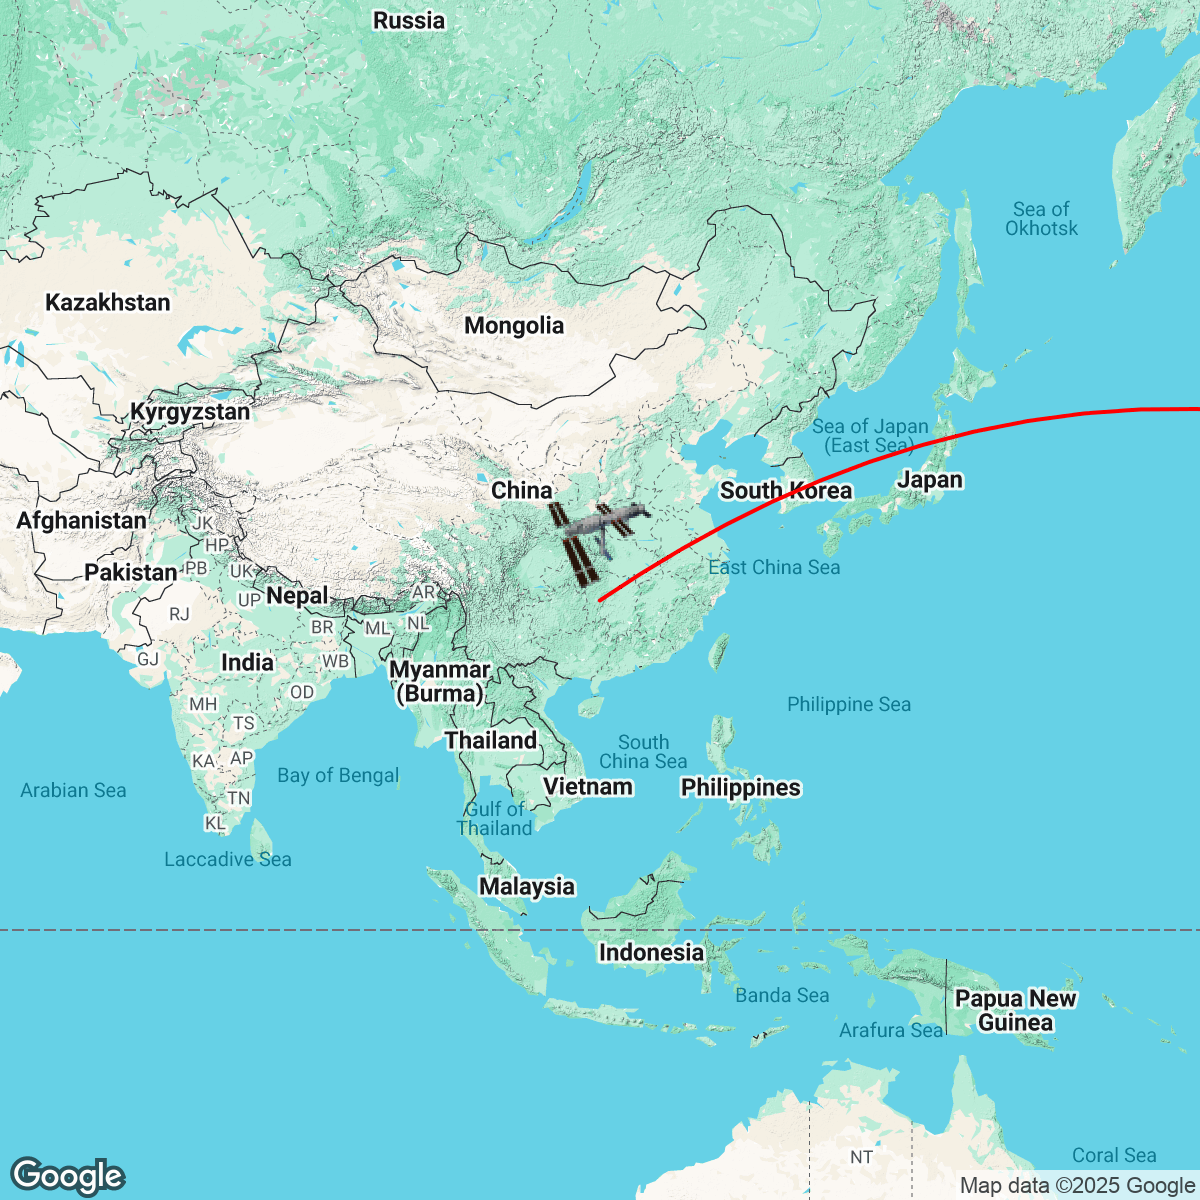 Russia
Sea of
Okhotsk
Kazakhstan
Mongolia
Kyrgyzstan
Sea of Japan
(East Sea)
Japan
China
South Korea
Afghanistan
JK
HP
Pakistan
PB
UK
East China Sea
Nepal
UP
AR
RJ
BR
ML
NL
GJ
India
WB
Myanmar
(Burma)
OD
MH
TS
Philippine Sea
Thailand
South
China Sea
KA
AP
Bay of Bengal
Arabian Sea
Vietnam
Philippines
TN
KL
Gulf of
Thailand
Laccadive Sea
Malaysia
Indonesia
Banda Sea
Papua New
Guinea
Arafura Sea
NT
Coral Sea
Google
Map data ©2025 Google